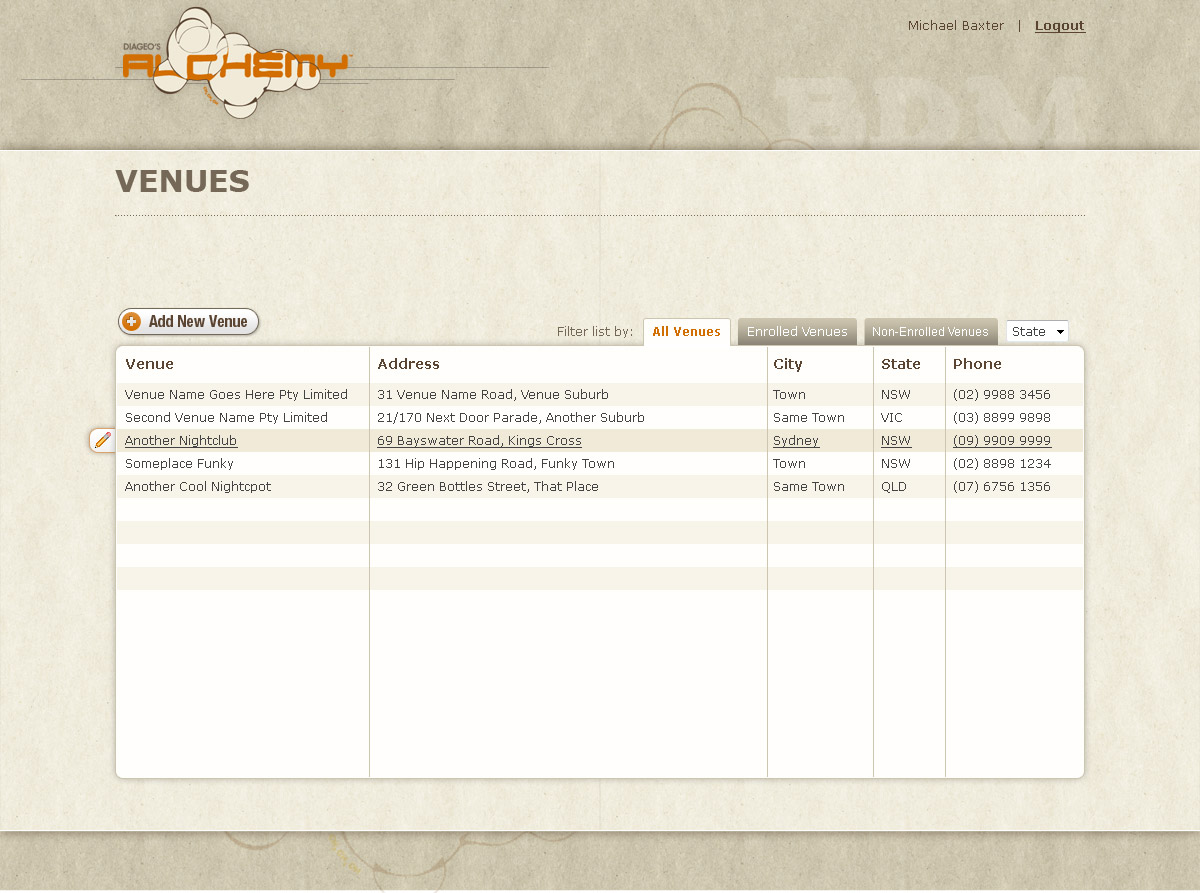 Michael Baxter | Logout
DIAGEO'S
ALCHEMY
BDM
VENUES
Add New Venue
Filter list by: All Venues Enrolled Venues Non-Enrolled Venues State
Venue Address City State Phone
Venue Name Goes Here Pty Limited 31 Venue Name Road, Venue Suburb Town NSW (02) 9988 3456
Second Venue Name Pty Limited 21/170 Next Door Parade, Another Suburb Same Town VIC (03) 8899 9898
Another Nightclub 69 Bayswater Road, Kings Cross Sydney NSW (09) 9909 9999
Someplace Funky 131 Hip Happening Road, Funky Town Town NSW (02) 8898 1234
Another Cool Nightcpot 32 Green Bottles Street, That Place Same Town QLD (07) 6756 1356